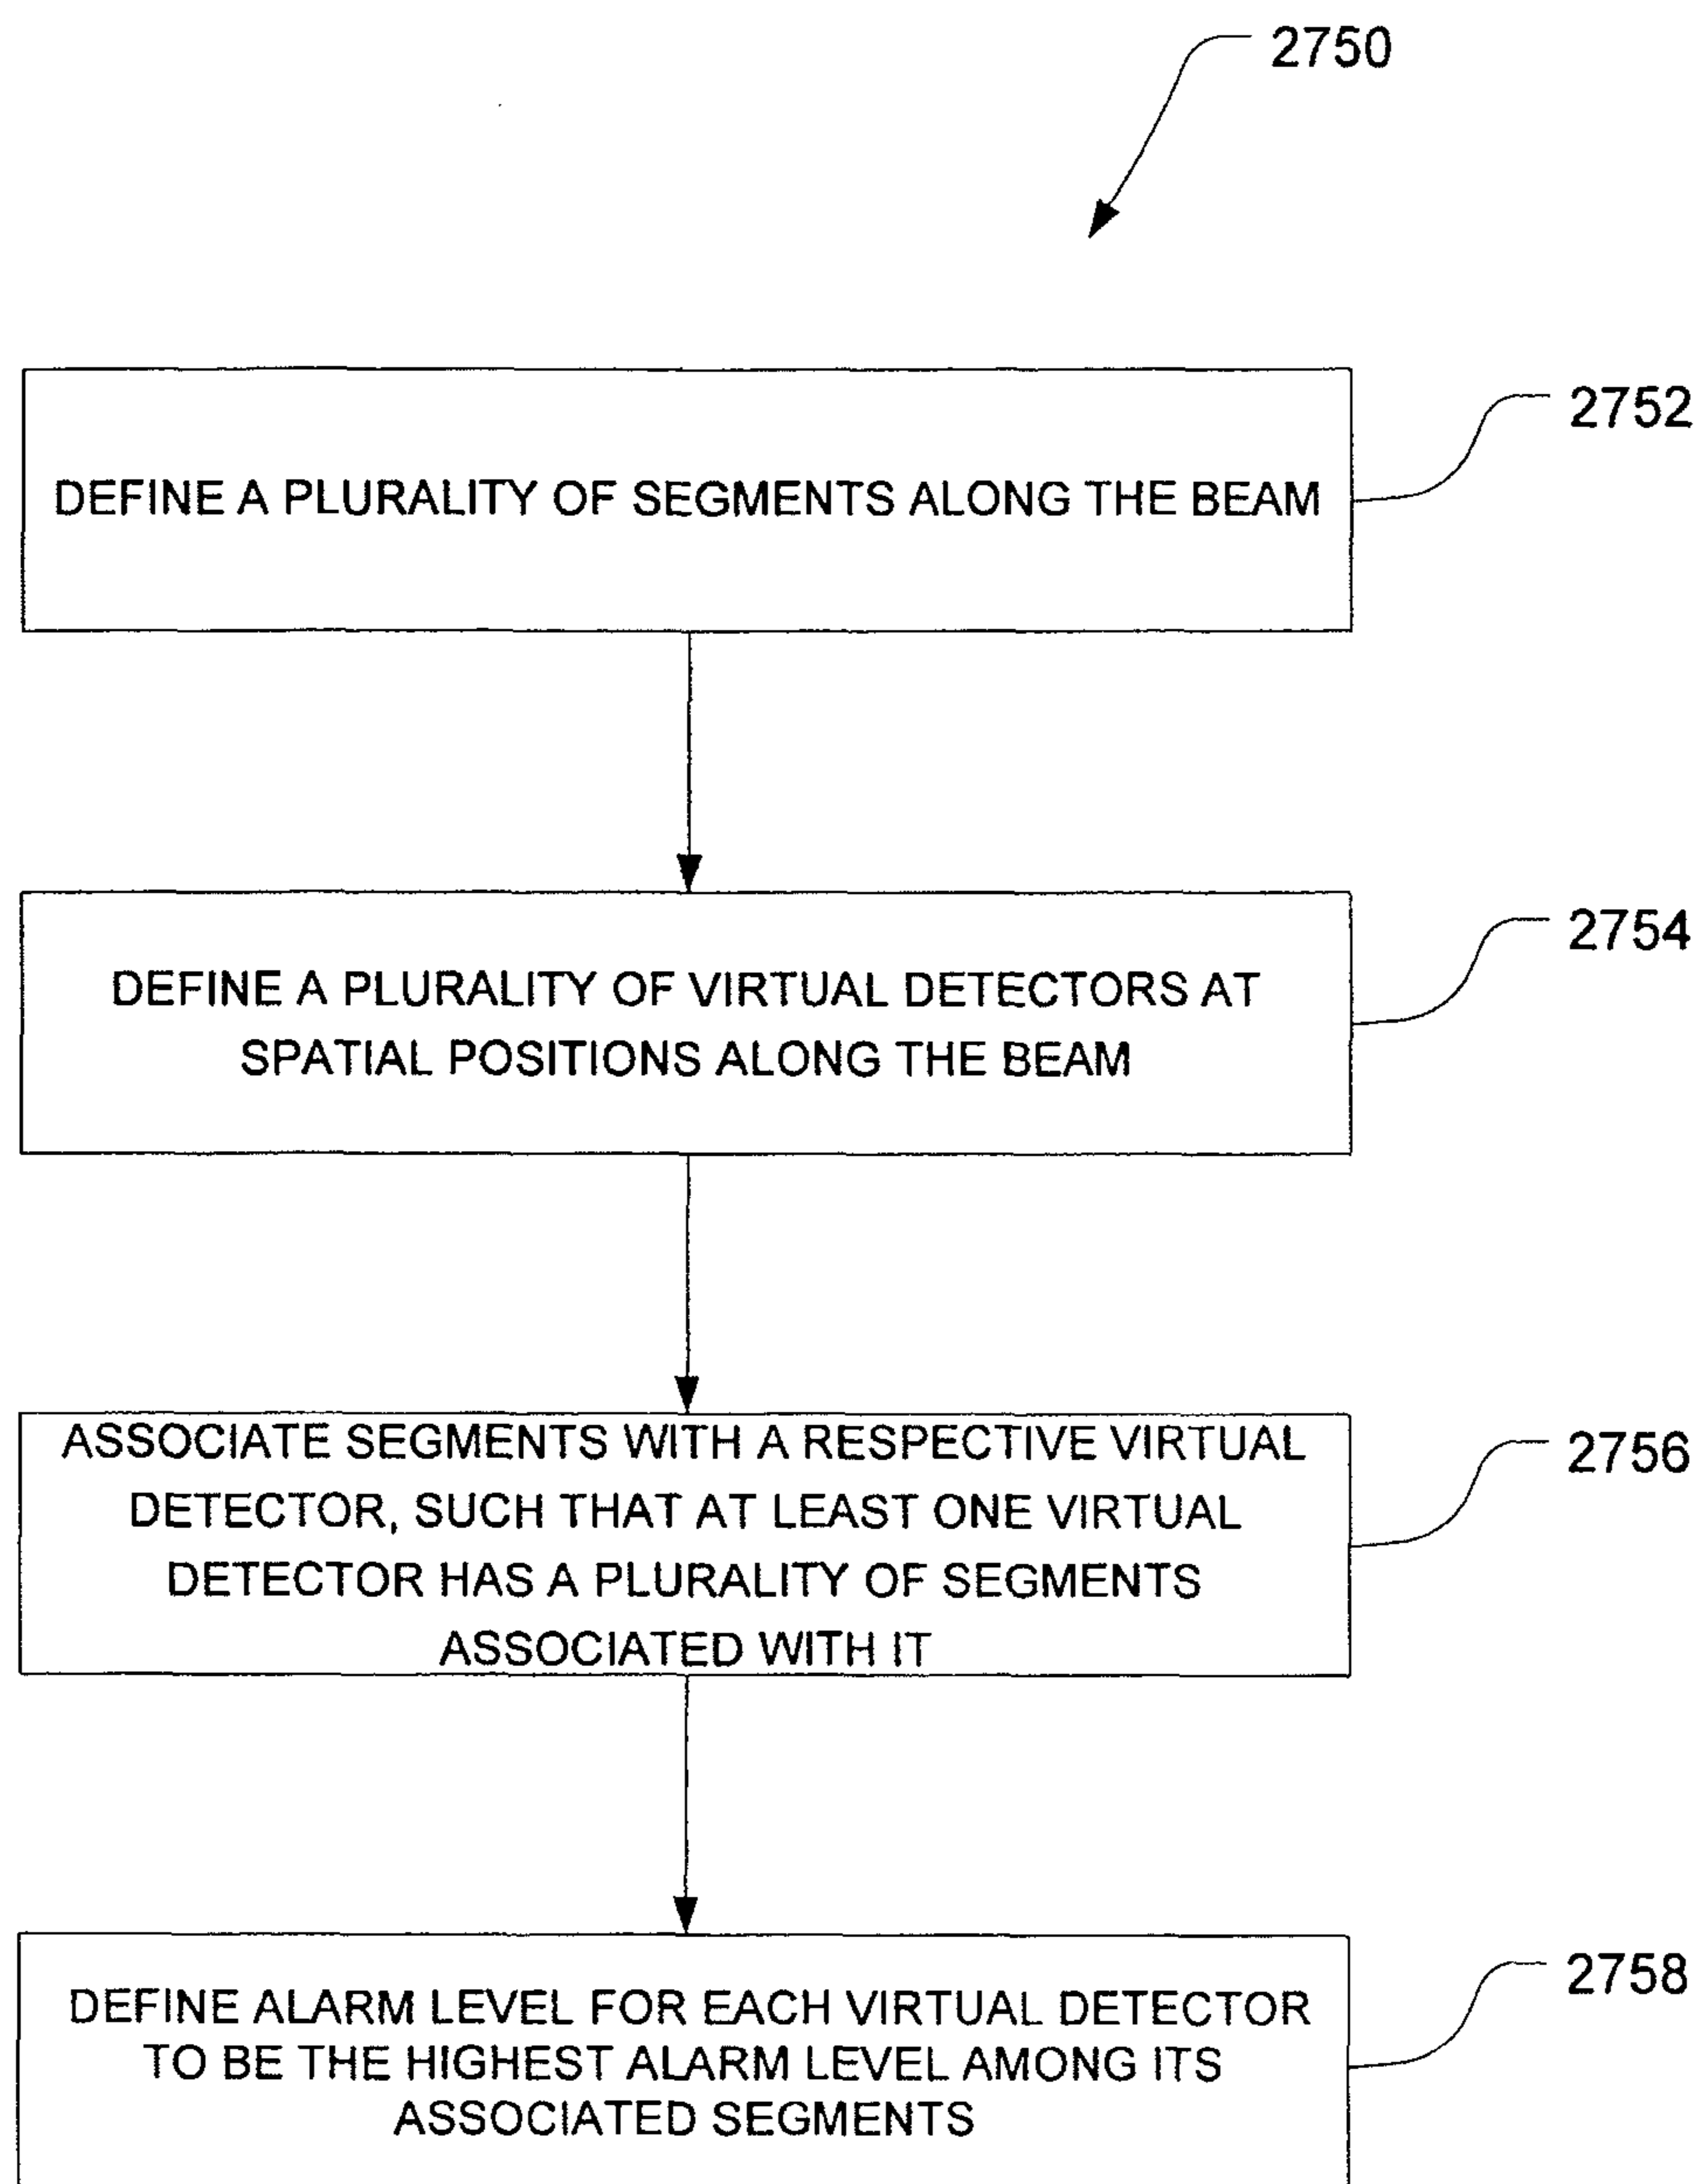 2750
DEFINE A PLURALITY OF SEGMENTS ALONG THE BEAM
2752
DEFINE A PLURALITY OF VIRTUAL DETECTORS AT
SPATIAL POSITIONS ALONG THE BEAM
2754
ASSOCIATE SEGMENTS WITH A RESPECTIVE VIRTUAL
DETECTOR, SUCH THAT AT LEAST ONE VIRTUAL
DETECTOR HAS A PLURALITY OF SEGMENTS
ASSOCIATED WITH IT
2756
DEFINE ALARM LEVEL FOR EACH VIRTUAL DETECTOR
TO BE THE HIGHEST ALARM LEVEL AMONG ITS
ASSOCIATED SEGMENTS
2758